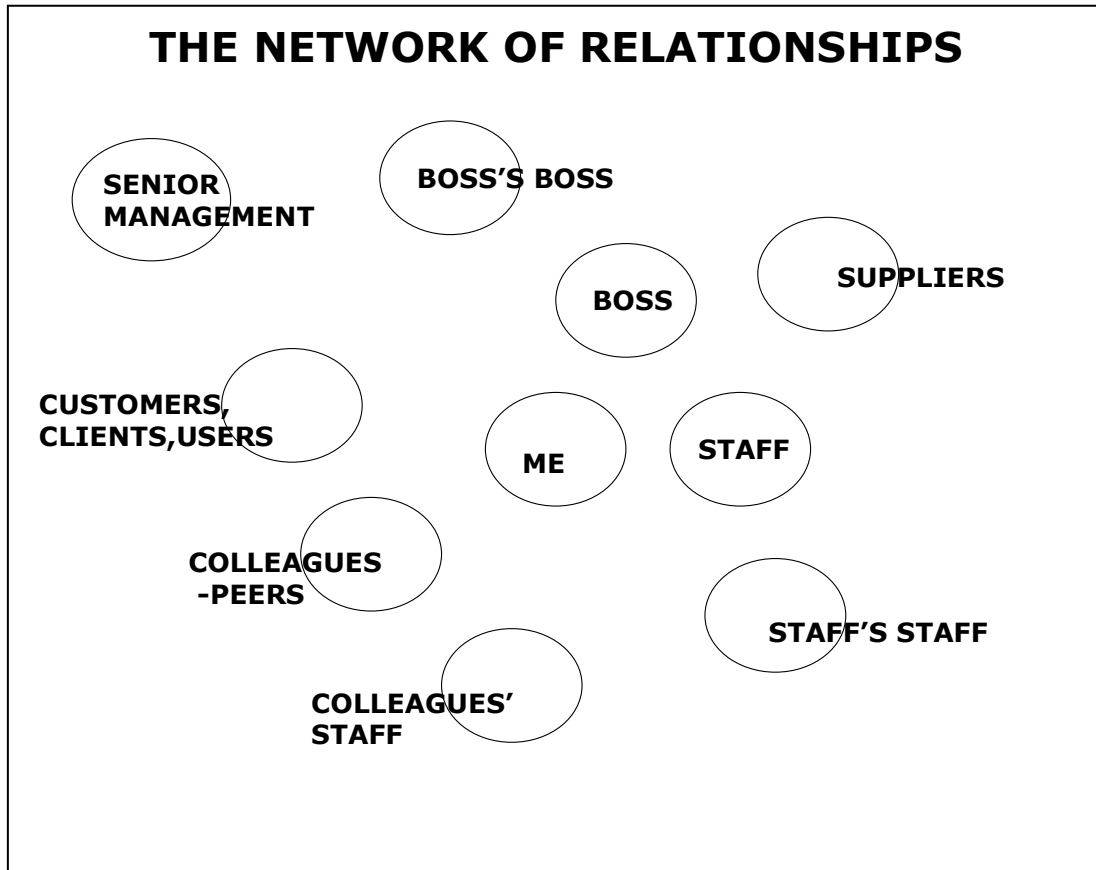 THE NETWORK OF RELATIONSHIPS
SENIOR
MANAGEMENT
BOSS’S BOSS
SUPPLIERS
BOSS
CUSTOMERS,
CLIENTS,USERS
ME
STAFF
COLLEAGUES
-PEERS
STAFF’S STAFF
COLLEAGUES’
STAFF